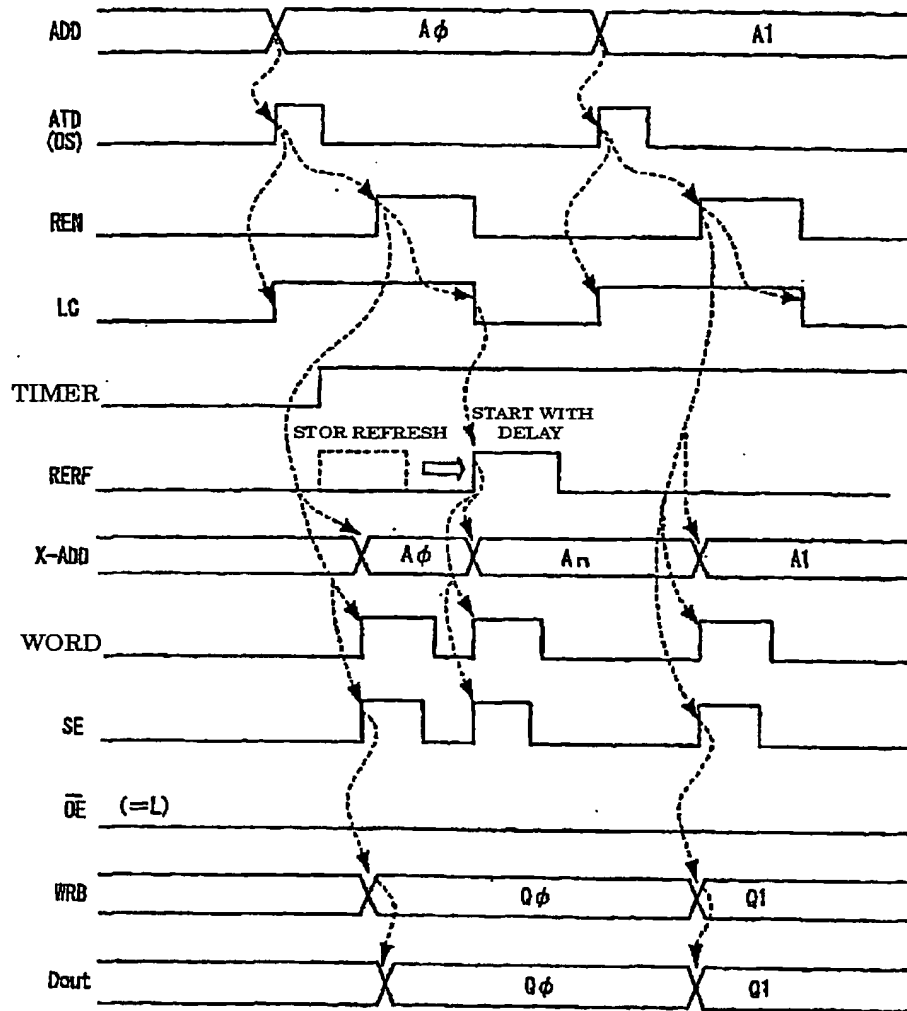 ADD Aϕ A1
ATD
(OS)
REN
LC
TIMER
STOR REFRESH
START WITH
DELAY
RERF
X-ADD Aϕ An A1
WORD
SE
OE (=L)
WRB Qϕ Q1
Dout Qϕ Q1